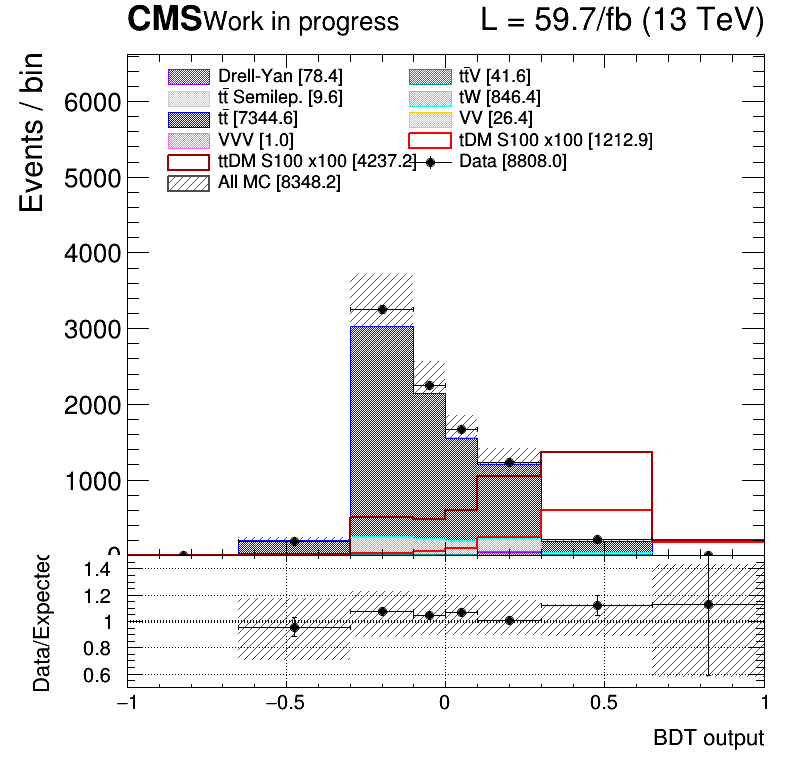 CMS Work in progress L = 59.7/fb (13 TeV)
Events / bin
6000
5000
4000
3000
2000
1000
0
Drell-Yan [78.4]
tt̄ Semilep. [9.6]
tt̄ [7344.6]
VVV [1.0]
ttDM S100 x100 [4237.2]
All MC [8348.2]
tt̄V [41.6]
tW [846.4]
VV [26.4]
tDM S100 x100 [1212.9]
Data [8808.0]
Data/Expected
1.4
1.2
1
0.8
0.6
−1 −0.5 0 0.5 1
BDT output